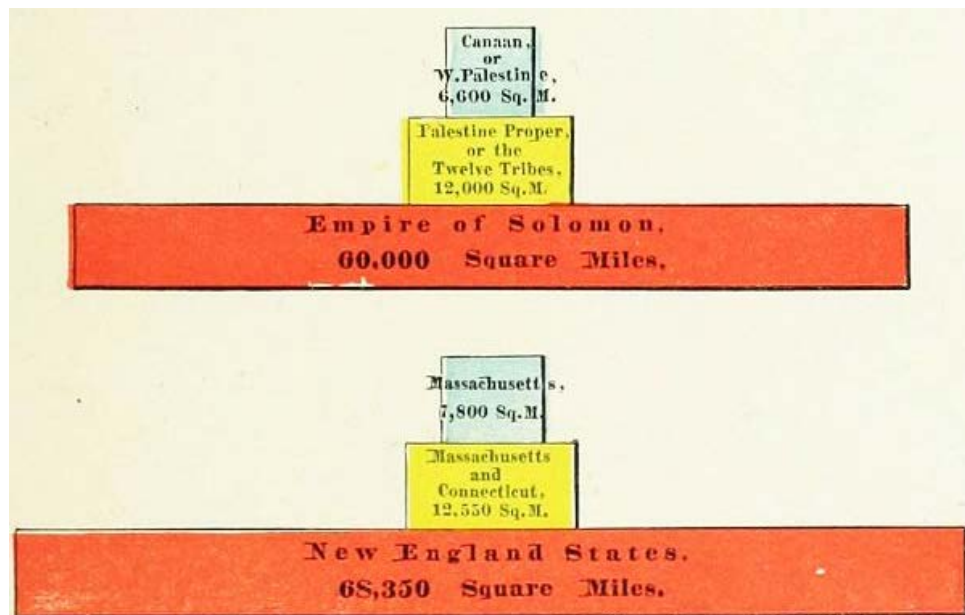 Canaan,
or
W.Palestine,
6,600 Sq. M.
Palestine Proper,
or the
Twelve Tribes,
12,000 Sq.M.
Empire of Solomon,
60,000 Square Miles.
Massachusetts,
7,800 Sq.M.
Massachusetts
and
Connecticut,
12,550 Sq.M.
New England States.
68,350 Square Miles.